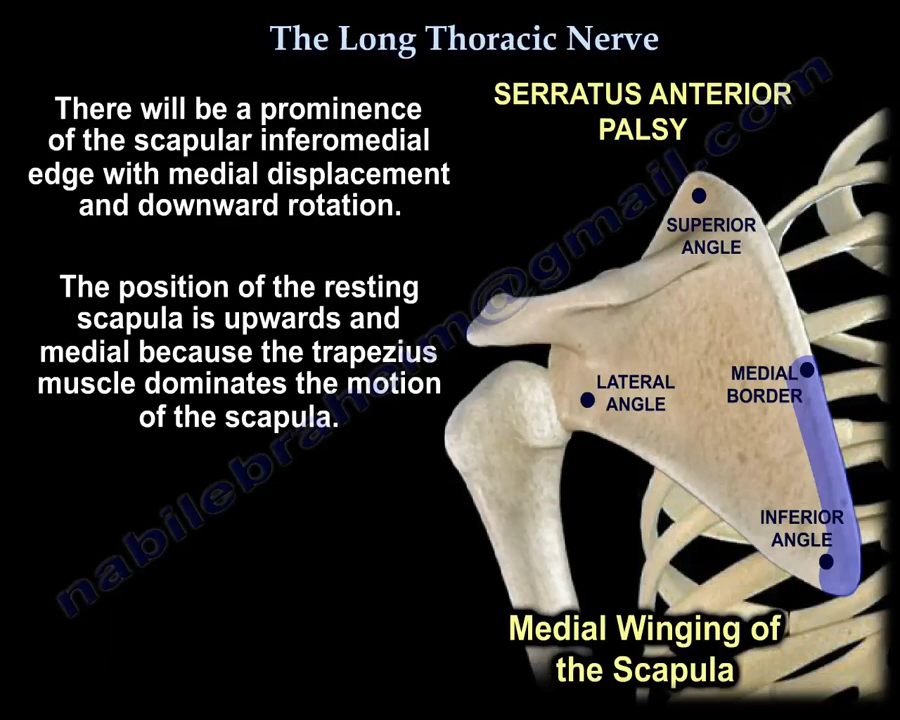 The Long Thoracic Nerve
There will be a prominence
of the scapular inferomedial
edge with medial displacement
and downward rotation.
The position of the resting
scapula is upwards and
medial because the trapezius
muscle dominates the motion
of the scapula.
SERRATUS ANTERIOR
PALSY
SUPERIOR
ANGLE
LATERAL
ANGLE
MEDIAL
BORDER
INFERIOR
ANGLE
Medial Winging of
the Scapula
nabilebraheim@gmail.com